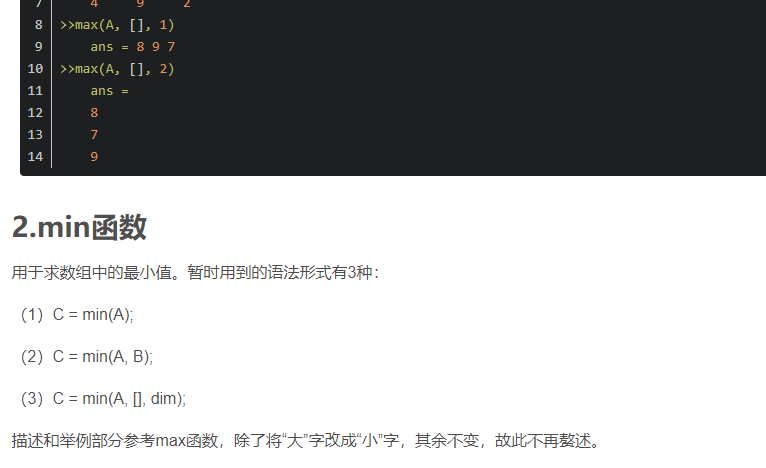 7 4 9 2
8 >>max(A, [], 1)
9 ans = 8 9 7
10 >>max(A, [], 2)
11 ans =
12 8
13 7
14 9
2.min函数
用于求数组中的最小值。暂时用到的语法形式有3种：
（1）C = min(A);
（2）C = min(A, B);
（3）C = min(A, [], dim);
描述和举例部分参考max函数，除了将“大”字改成“小”字，其余不变，故此不再赘述。